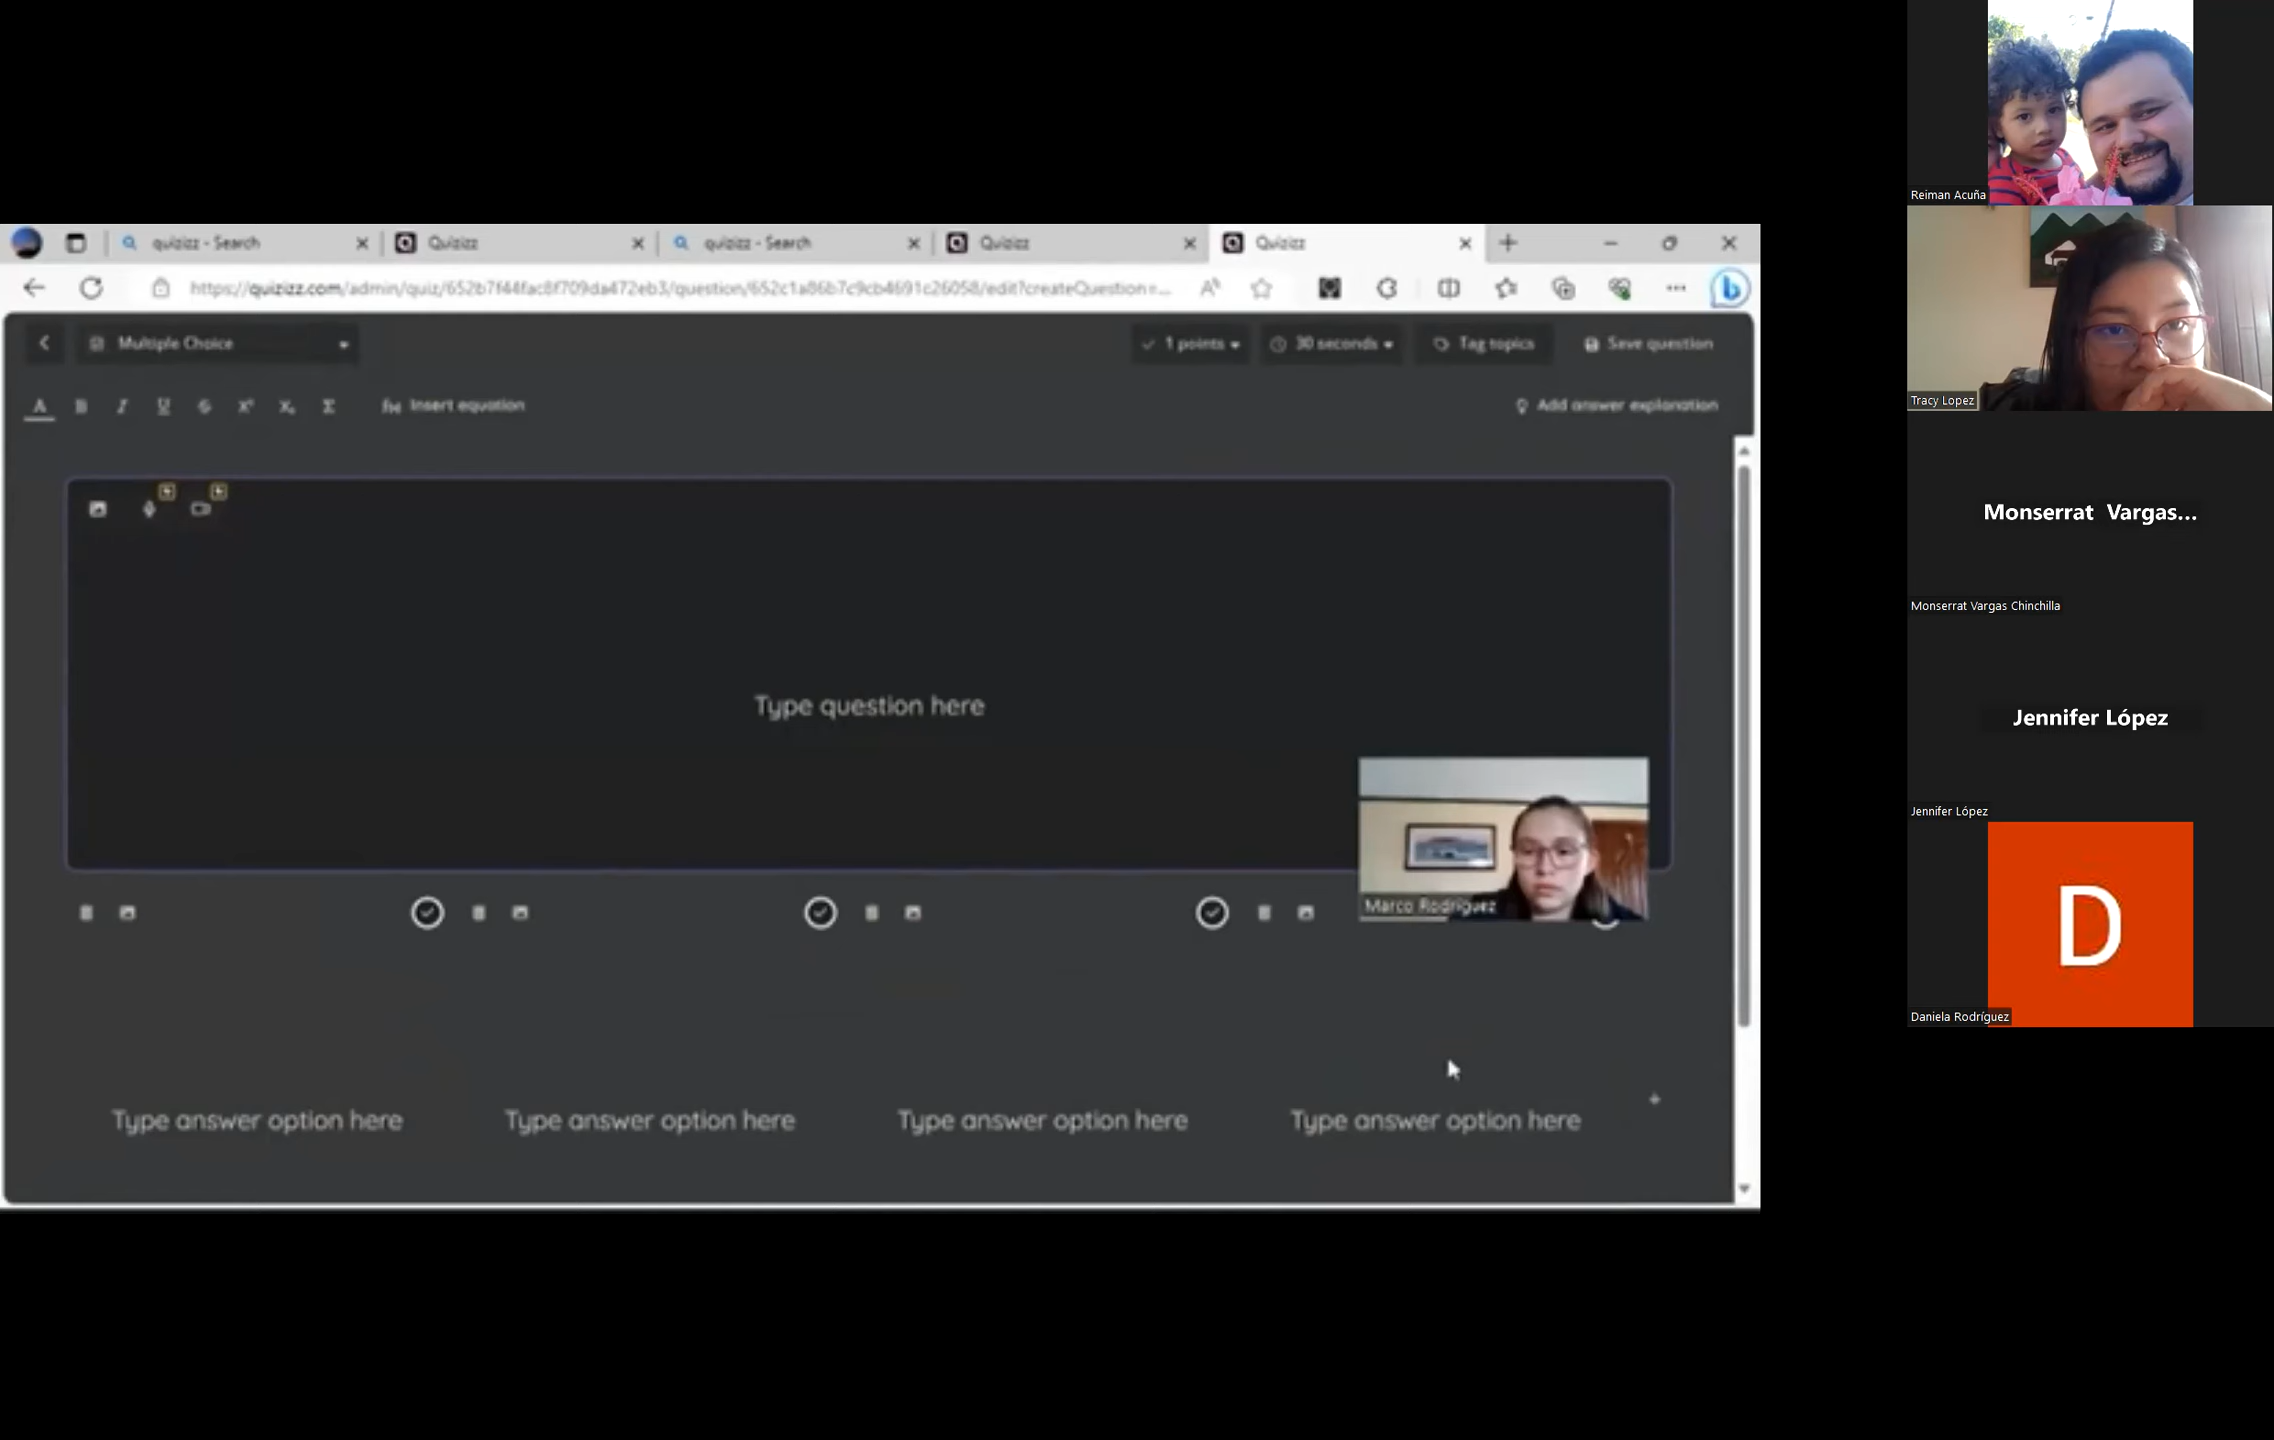 quizizz - Search
Quizizz
quizizz - Search
Quizizz
Quizizz
https://quizizz.com/admin/quiz/652b7f44fac8f709da472eb3/question/652c1a86b7c9cb4691c26058/edit?createQuestion=...
Multiple Choice
1 points
30 seconds
Tag topics
Save question
A B I U S X² X₂ Σ
fx Insert equation
Add answer explanation
Type question here
Marco Rodríguez
Type answer option here
Type answer option here
Type answer option here
Type answer option here
+
Reiman Acuña
Tracy Lopez
Monserrat Vargas...
Monserrat Vargas Chinchilla
Jennifer López
Jennifer López
D
Daniela Rodríguez